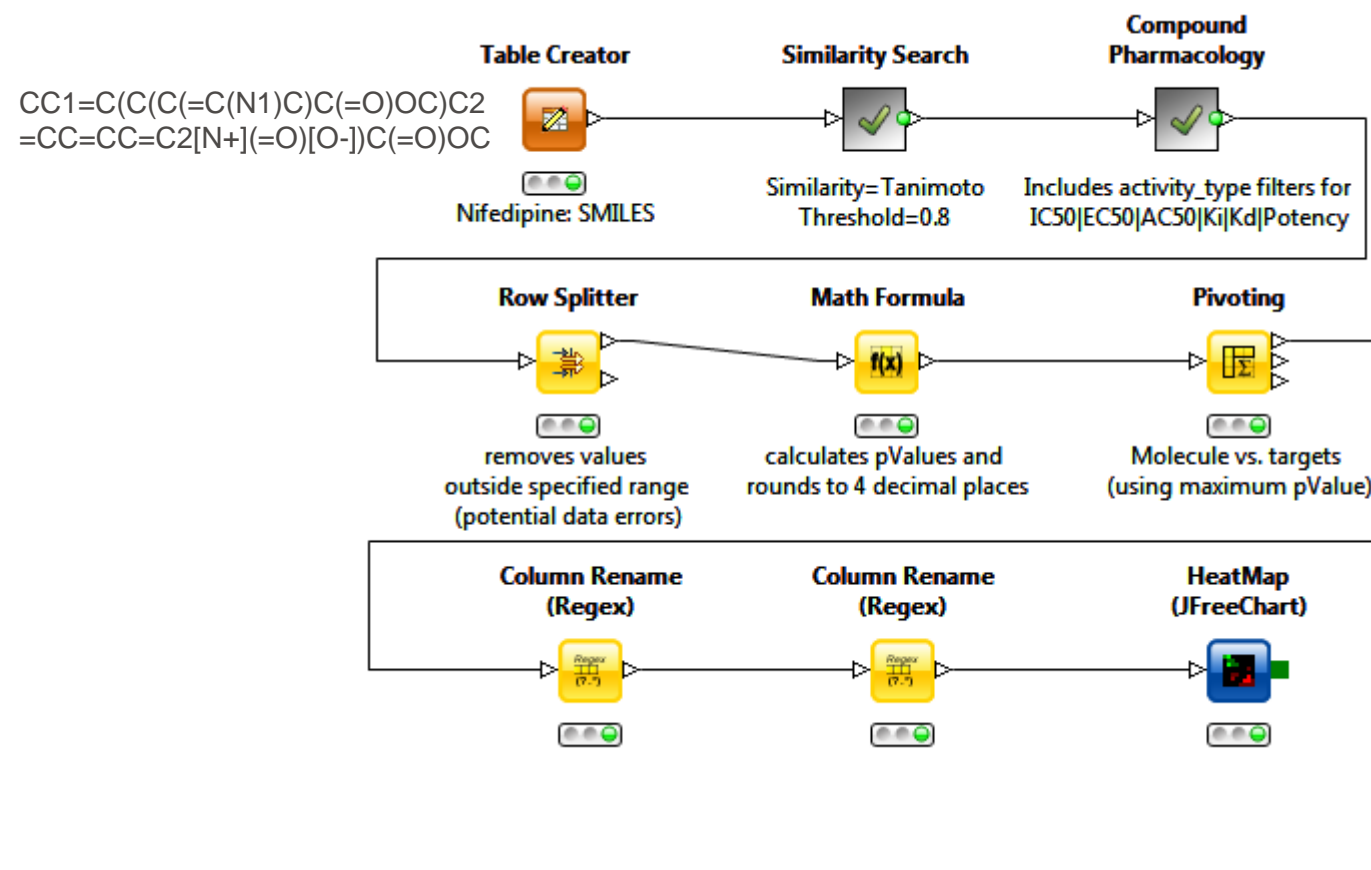 Compound
Table Creator Similarity Search Pharmacology
CC1=C(C(C(=C(N1)C)C(=O)OC)C2
=CC=CC=C2[N+](=O)[O-])C(=O)OC
Nifedipine: SMILES
Similarity=Tanimoto
Threshold=0.8
Includes activity_type filters for
IC50|EC50|AC50|Ki|Kd|Potency
Row Splitter
removes values
outside specified range
(potential data errors)
Math Formula
f(x)
calculates pValues and
rounds to 4 decimal places
Pivoting
Σ
Molecule vs. targets
(using maximum pValue)
Column Rename
(Regex)
Regex
(?.*)
Column Rename
(Regex)
Regex
(?.*)
HeatMap
(JFreeChart)